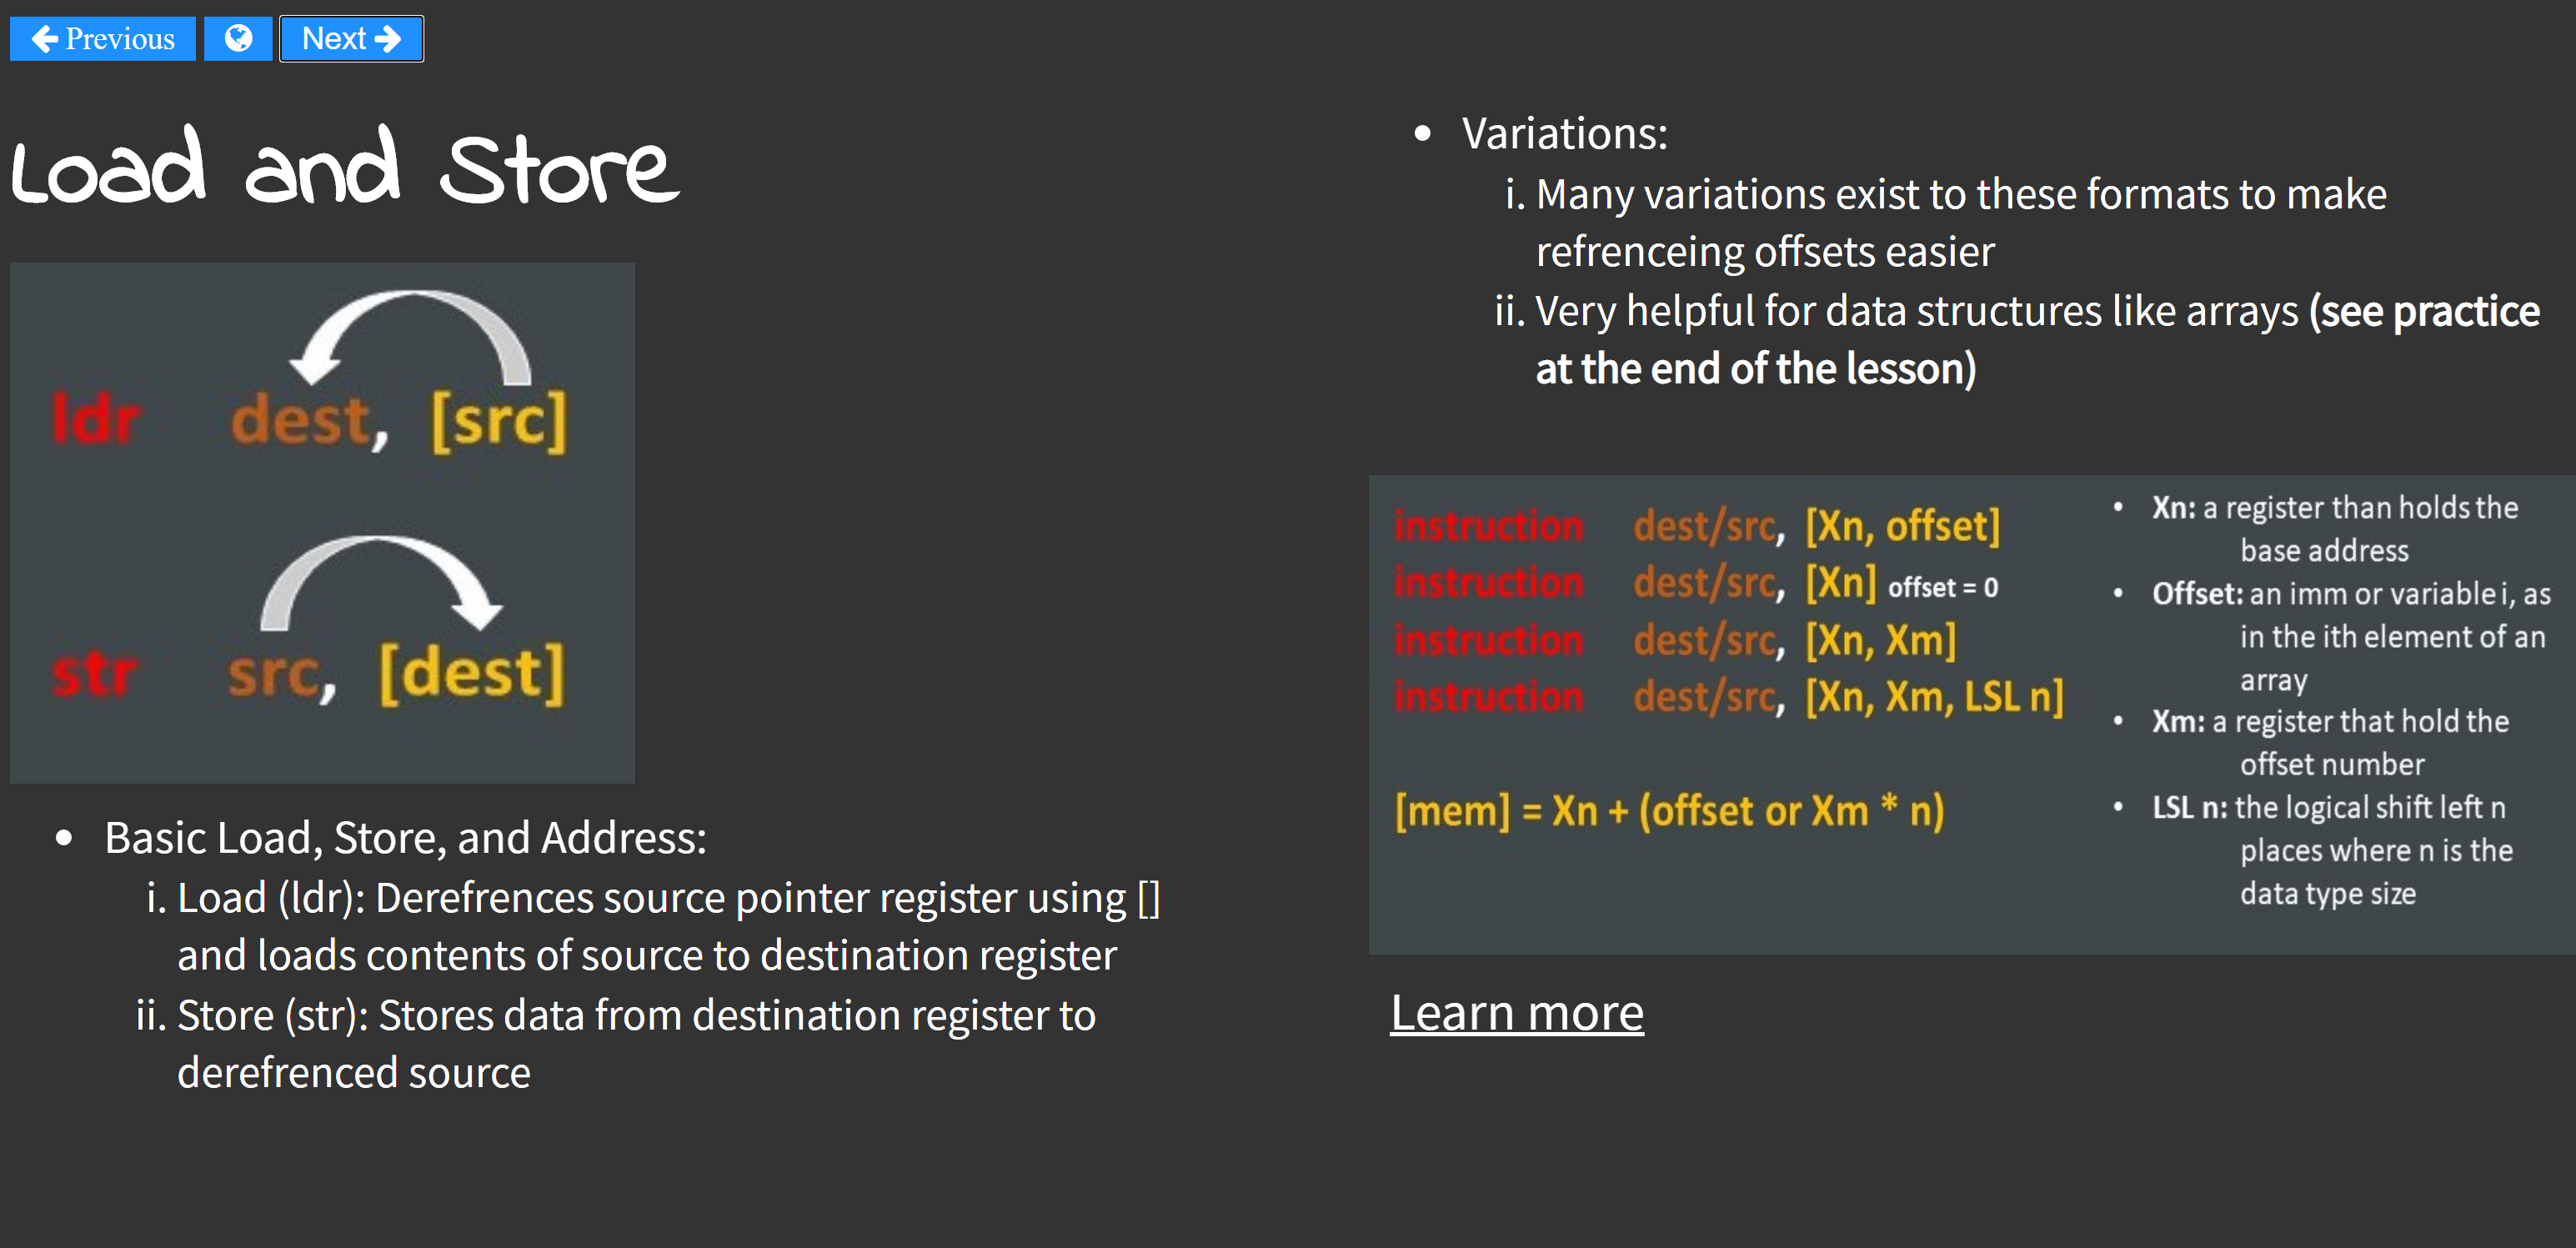 Previous
Next
Load and Store
ldr dest, [src]
str src, [dest]
• Basic Load, Store, and Address:
i. Load (ldr): Derefrences source pointer register using []
and loads contents of source to destination register
ii. Store (str): Stores data from destination register to
derefrenced source
• Variations:
i. Many variations exist to these formats to make
refrenceing offsets easier
ii. Very helpful for data structures like arrays (see practice
at the end of the lesson)
instruction dest/src, [Xn, offset]
instruction dest/src, [Xn] offset = 0
instruction dest/src, [Xn, Xm]
instruction dest/src, [Xn, Xm, LSL n]
[mem] = Xn + (offset or Xm * n)
• Xn: a register than holds the
base address
• Offset: an imm or variable i, as
in the ith element of an
array
• Xm: a register that hold the
offset number
• LSL n: the logical shift left n
places where n is the
data type size
Learn more